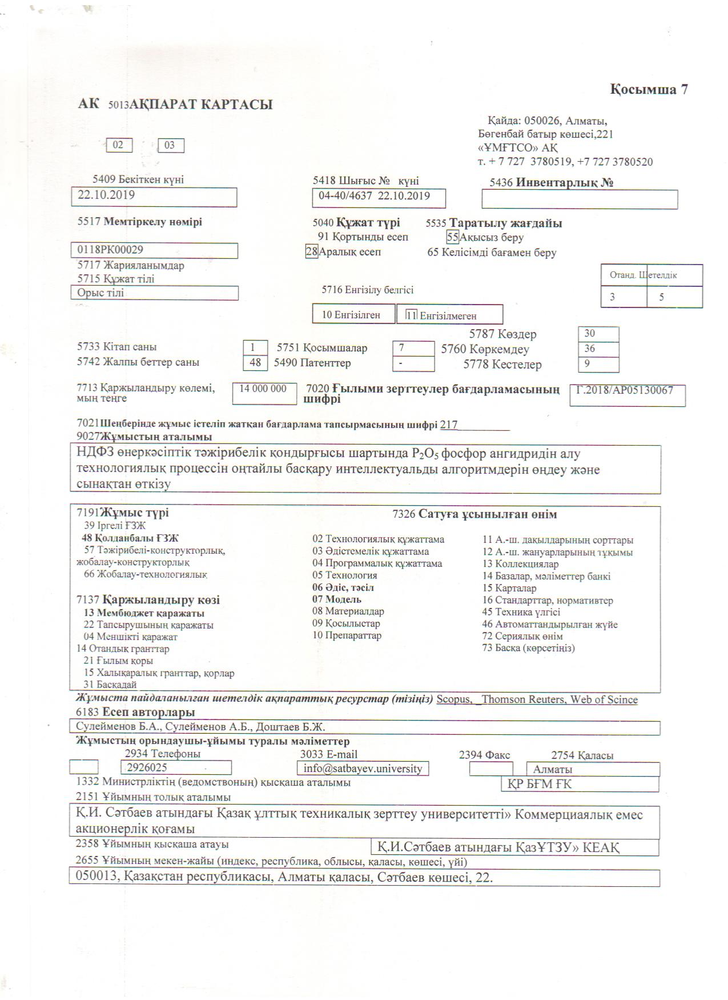 Қосымша 7
АК 5013АҚПАРАТ КАРТАСЫ
Қайда: 050026, Алматы,
Бөгенбай батыр көшесі,221
«ҰМҒТСО» АҚ
т. + 7 727 3780519, +7 727 3780520
02 03
5409 Бекіткен күні
22.10.2019
5418 Шығыс № күні
04-40/4637 22.10.2019
5436 Инвентарлық №
5517 Мемтіркелу нөмірі
0118РК00029
5040 Құжат түрі
91 Қортынды есеп
28 Аралық есеп
5535 Таратылу жағдайы
55 Ақысыз беру
65 Келісімді бағамен беру
5717 Жарияланымдар
5715 Құжат тілі
Орыс тілі
Отанд. Шетелдік
3 5
5716 Енгізілу белгісі
10 Енгізілген 11 Енгізілмеген
5787 Көздер 30
5733 Кітап саны 1 5751 Қосымшалар 7 5760 Көркемдеу 36
5742 Жалпы беттер саны 48 5490 Патенттер - 5778 Кестелер 9
7713 Қаржыландыру көлемі,
мың теңге
14 000 000
7020 Ғылыми зерттеулер бағдарламасының
шифрі
Г.2018/АР05130067
7021Шеңберінде жұмыс істеліп жатқан бағдарлама тапсырмасының шифрі 217_________
9027Жұмыстың аталымы
НДФЗ өнеркәсіптік тәжірибелік қондырғысы шартында P₂O₅ фосфор ангидридін алу
технологиялық процессін оңтайлы басқару интеллектуальды алгоритмдерін өңдеу және
сынақтан өткізу
7191Жұмыс түрі
39 Іргелі ҒЗЖ
48 Қолданбалы ҒЗЖ
57 Тәжірибелі-конструкторлық,
жобалау-конструкторлық
66 Жобалау-технологиялық
7137 Қаржыландыру көзі
13 Мембюджет қаражаты
22 Тапсырушының қаражаты
04 Меншікті қаражат
14 Отандық гранттар
21 Ғылым қоры
15 Халықаралық гранттар, қорлар
31 Басқадай
7326 Сатуға ұсынылған өнім
02 Технологиялық құжаттама
03 Әдістемелік құжаттама
04 Программалық құжаттама
05 Технология
06 Әдіс, тәсіл
07 Модель
08 Материалдар
09 Қосылыстар
10 Препараттар
11 А.-ш. дақылдарының сорттары
12 А.-ш. жануарларының тұқымы
13 Коллекциялар
14 Базалар, мәліметтер банкі
15 Карталар
16 Стандарттар, нормативтер
45 Техника үлгісі
46 Автоматтандырылған жүйе
72 Сериялық өнім
73 Басқа (көрсетіңіз)
Жұмыста пайдаланылған шетелдік ақпараттық ресурстар (тізіңіз) Scopus, _Thomson Reuters, Web of Scince
6183 Есеп авторлары
Сулейменов Б.А., Сулейменов А.Б., Доштаев Б.Ж.
Жұмыстың орындаушы-ұйымы туралы мәліметтер
2934 Телефоны 3033 E-mail 2394 Факс 2754 Қаласы
2926025 info@satbayev.university Алматы
1332 Министрліктің (ведомствоның) қысқаша аталымы ҚР БҒМ ҒК
2151 Ұйымның толық аталымы
Қ.И. Сәтбаев атындағы Қазақ ұлттық техникалық зерттеу университетті» Коммерциаялық емес
акционерлік қоғамы
2358 Ұйымның қысқаша атауы Қ.И.Сәтбаев атындағы ҚазҰТЗУ» КЕАҚ
2655 Ұйымның мекен-жайы (индекс, республика, облысы, қаласы, көшесі, үйі)
050013, Қазақстан республикасы, Алматы қаласы, Сәтбаев көшесі, 22.